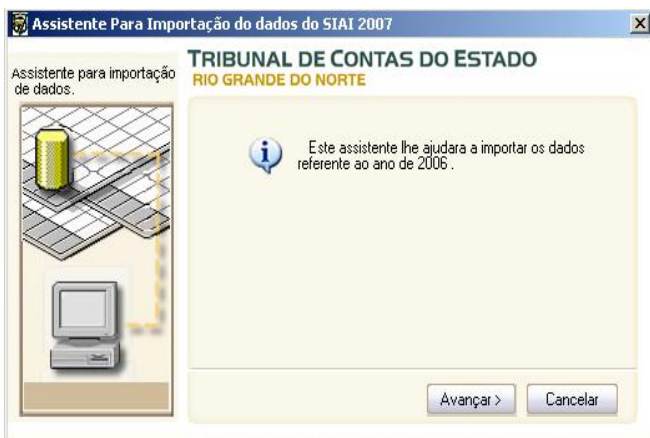 Assistente Para Importação do dados do SIAI 2007
Assistente para importação
de dados.
TRIBUNAL DE CONTAS DO ESTADO
RIO GRANDE DO NORTE
Este assistente lhe ajudara a importar os dados
referente ao ano de 2006 .
Avançar >
Cancelar